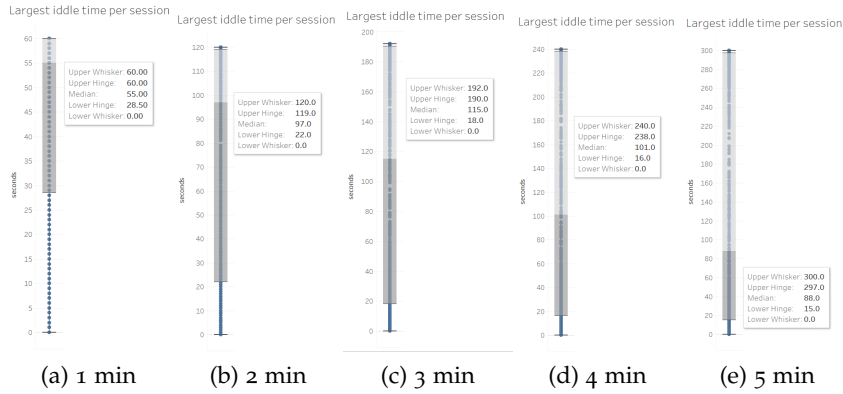 Largest iddle time per session
60
55
50
45
40
35
30
25
20
15
10
5
0
seconds
Upper Whisker: 60.00
Upper Hinge: 60.00
Median: 55.00
Lower Hinge: 28.50
Lower Whisker: 0.00
(a) 1 min
Largest iddle time per session
120
110
100
90
80
70
60
50
40
30
20
10
0
seconds
Upper Whisker: 120.0
Upper Hinge: 119.0
Median: 97.0
Lower Hinge: 22.0
Lower Whisker: 0.0
(b) 2 min
Largest iddle time per session
200
180
160
140
120
100
80
60
40
20
0
seconds
Upper Whisker: 192.0
Upper Hinge: 190.0
Median: 115.0
Lower Hinge: 18.0
Lower Whisker: 0.0
(c) 3 min
Largest iddle time per session
240
220
200
180
160
140
120
100
80
60
40
20
0
seconds
Upper Whisker: 240.0
Upper Hinge: 238.0
Median: 101.0
Lower Hinge: 16.0
Lower Whisker: 0.0
(d) 4 min
Largest iddle time per session
300
280
260
240
220
200
180
160
140
120
100
80
60
40
20
0
seconds
Upper Whisker: 300.0
Upper Hinge: 297.0
Median: 88.0
Lower Hinge: 15.0
Lower Whisker: 0.0
(e) 5 min